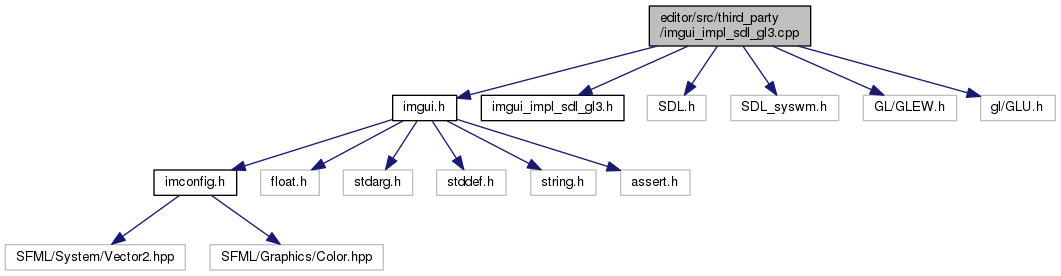 editor/src/third_party
/imgui_impl_sdl_gl3.cpp
imgui.h
imgui_impl_sdl_gl3.h
SDL.h
SDL_syswm.h
GL/GLEW.h
gl/GLU.h
imconfig.h
float.h
stdarg.h
stddef.h
string.h
assert.h
SFML/System/Vector2.hpp
SFML/Graphics/Color.hpp